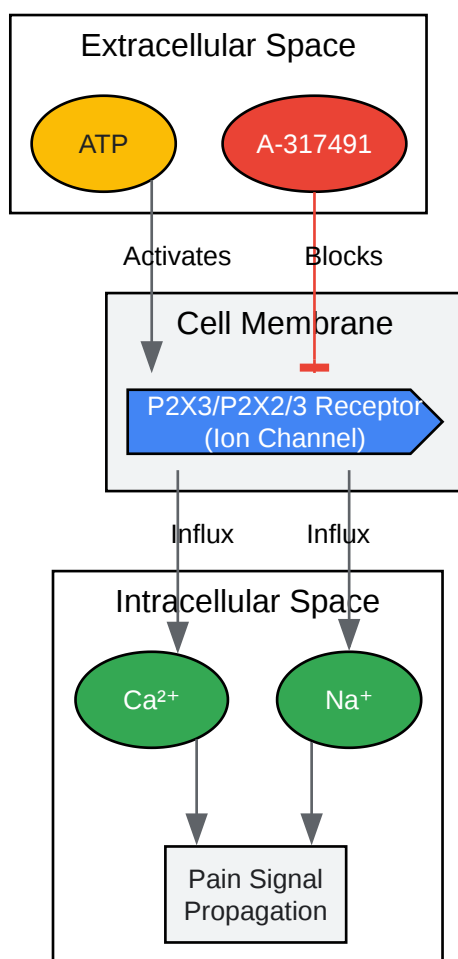 Extracellular Space
ATP
A-317491
Activates
Blocks
Cell Membrane
P2X3/P2X2/3 Receptor
(Ion Channel)
Influx
Influx
Intracellular Space
Ca²⁺
Na⁺
Pain Signal
Propagation